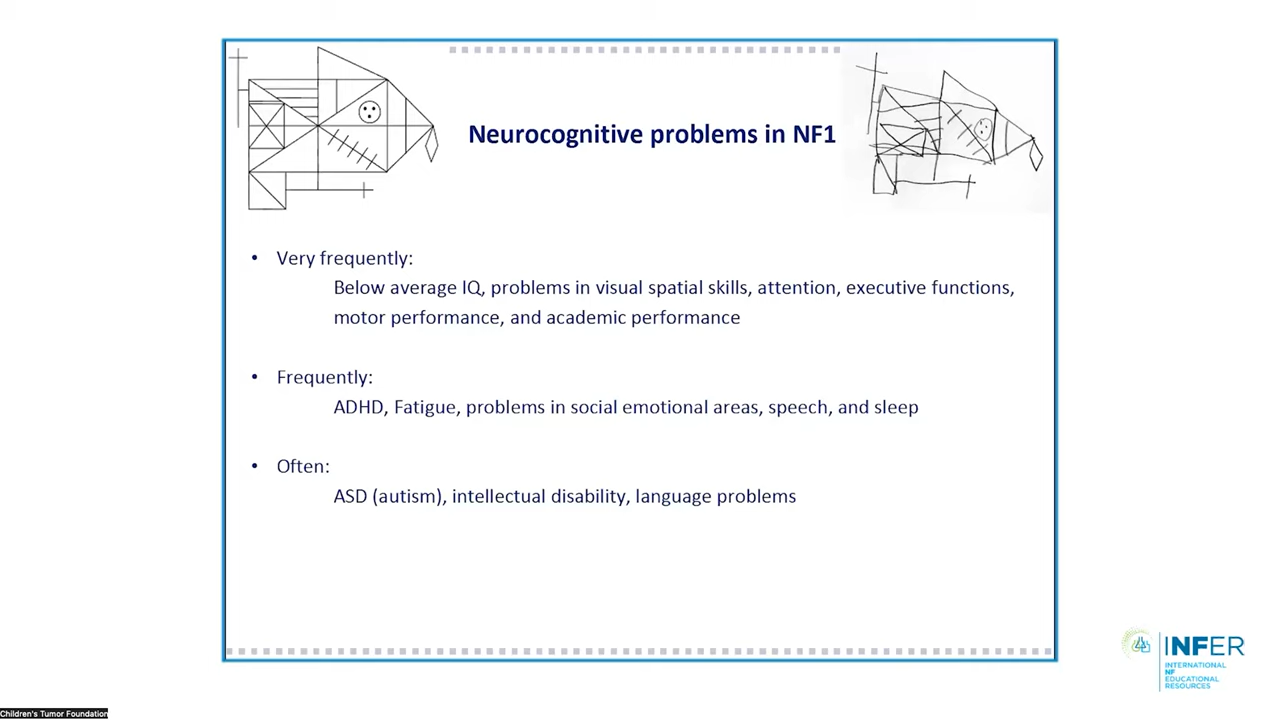 Neurocognitive problems in NF1
• Very frequently:
Below average IQ, problems in visual spatial skills, attention, executive functions,
motor performance, and academic performance
• Frequently:
ADHD, Fatigue, problems in social emotional areas, speech, and sleep
• Often:
ASD (autism), intellectual disability, language problems
INFER
INTERNATIONAL
NF
EDUCATIONAL
RESOURCES
Children's Tumor Foundation